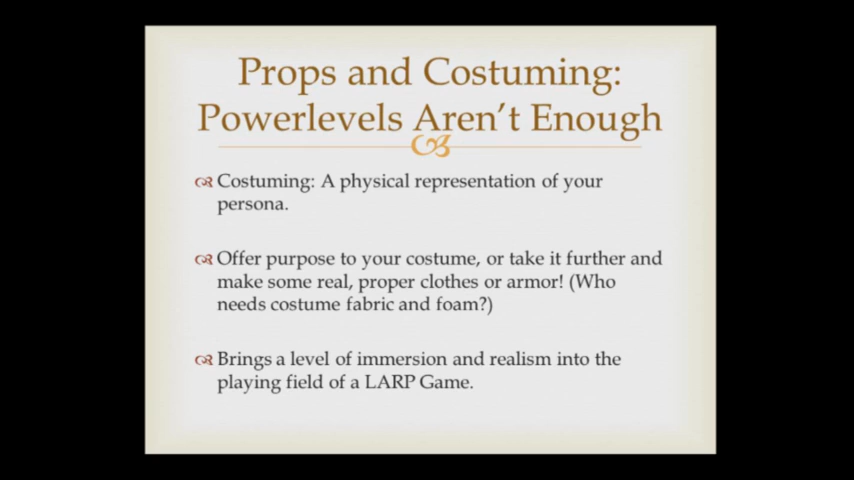 Props and Costuming:
Powerlevels Aren't Enough
Costuming: A physical representation of your
persona.
Offer purpose to your costume, or take it further and
make some real, proper clothes or armor! (Who
needs costume fabric and foam?)
Brings a level of immersion and realism into the
playing field of a LARP Game.